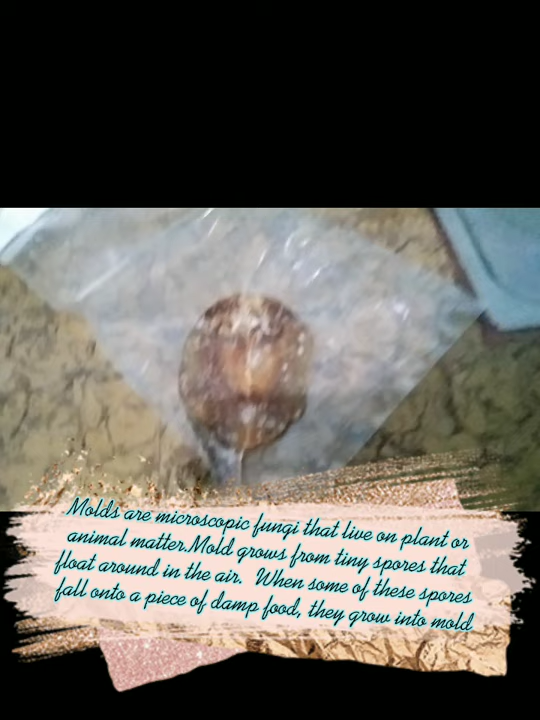 Molds are microscopic fungi that live on plant or
animal matter.Mold grows from tiny spores that
float around in the air. When some of these spores
fall onto a piece of damp food, they grow into mold